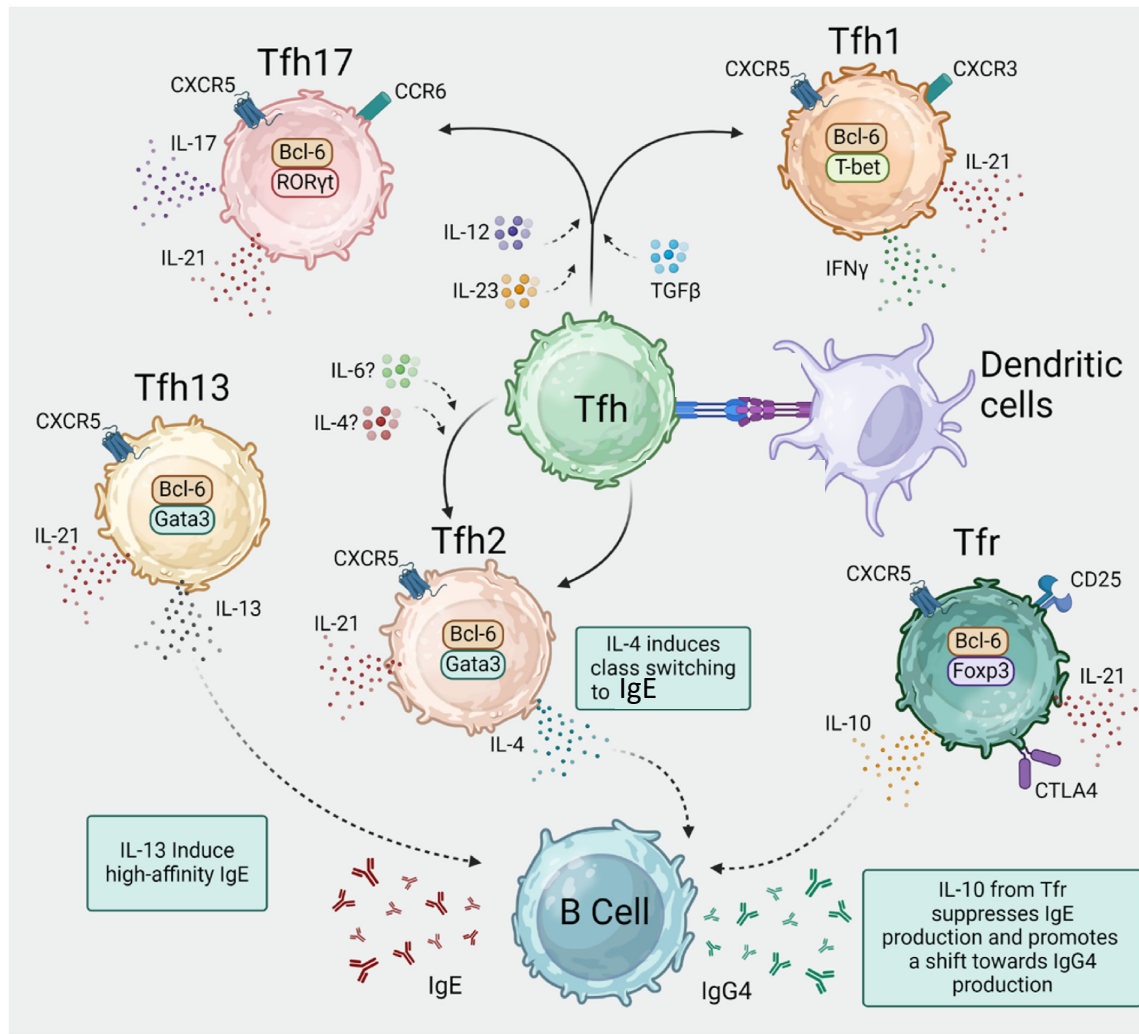 Tfh17
CXCR5
CCR6
IL-17
Bcl-6
RORγt
IL-21
Tfh1
CXCR5
CXCR3
Bcl-6
T-bet
IL-21
IFNγ
IL-12
IL-23
TGFβ
IL-6?
IL-4?
Tfh
Dendritic
cells
Tfh13
CXCR5
Bcl-6
Gata3
IL-21
IL-13
Tfh2
CXCR5
IL-21
Bcl-6
Gata3
IL-4
IL-4 induces
class switching
to IgE
Tfr
CXCR5
CD25
Bcl-6
Foxp3
IL-21
IL-10
CTLA4
IL-13 Induce
high-affinity IgE
B Cell
IgE
IgG4
IL-10 from Tfr
suppresses IgE
production and promotes
a shift towards IgG4
production